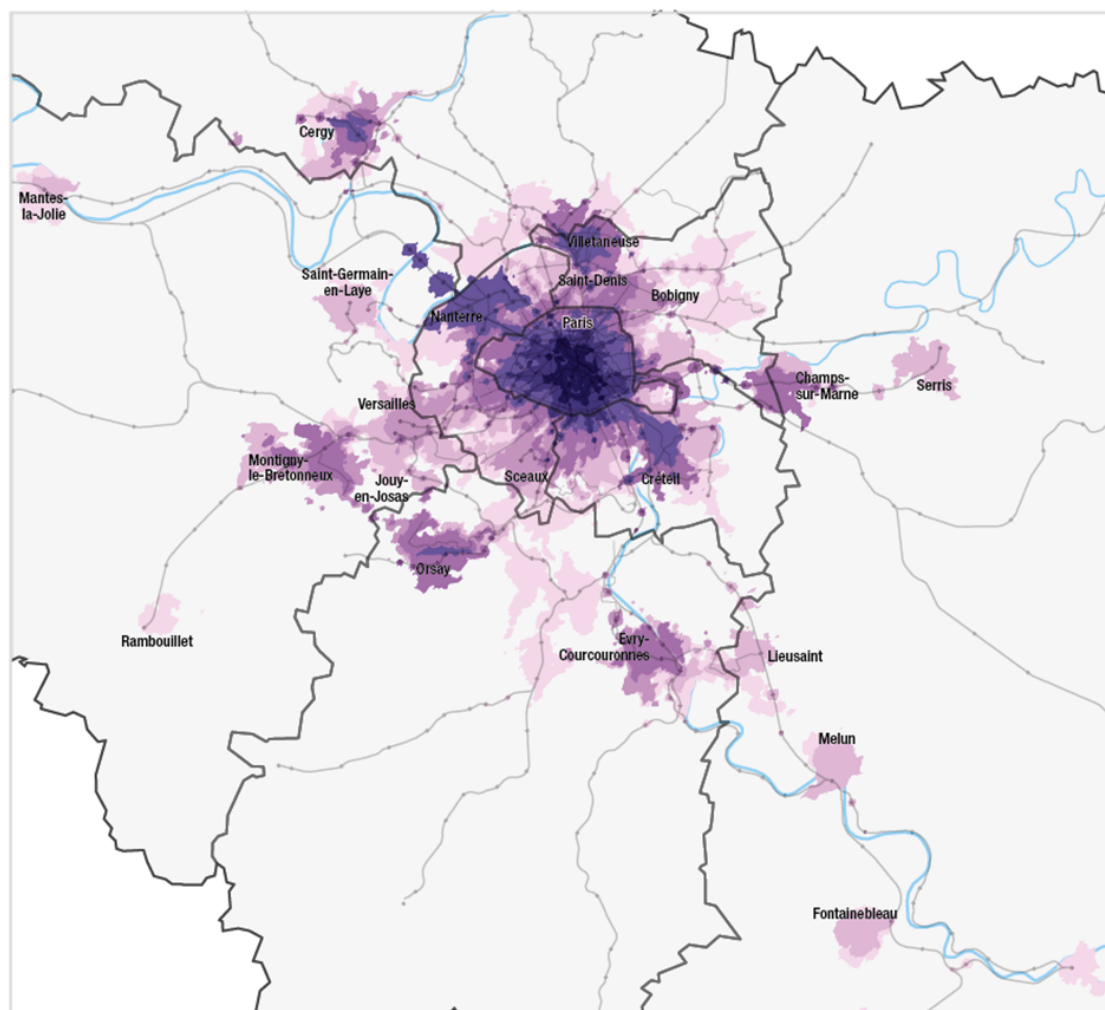 Cergy
Mantes-
la-Jolie
Villetaneuse
Saint-Germain-
en-Laye
Saint-Denis
Bobigny
Nanterre
Paris
Champs-
sur-Marne
Serris
Versailles
Montigny-
le-Bretonneux
Jouy-
en-Josas
Sceaux
Créteil
Orsay
Rambouillet
Evry-
Courcouronnes
Lieusaint
Melun
Fontainebleau